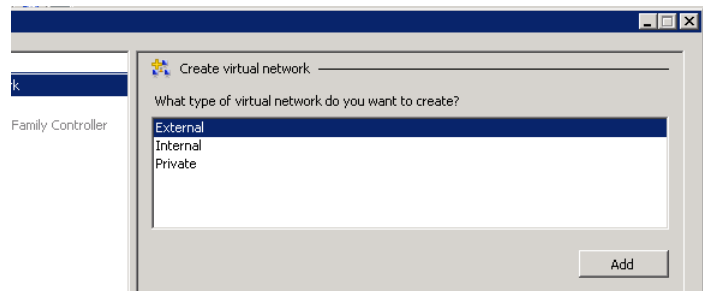 Create virtual network
k
What type of virtual network do you want to create?
Family Controller
External
Internal
Private
Add